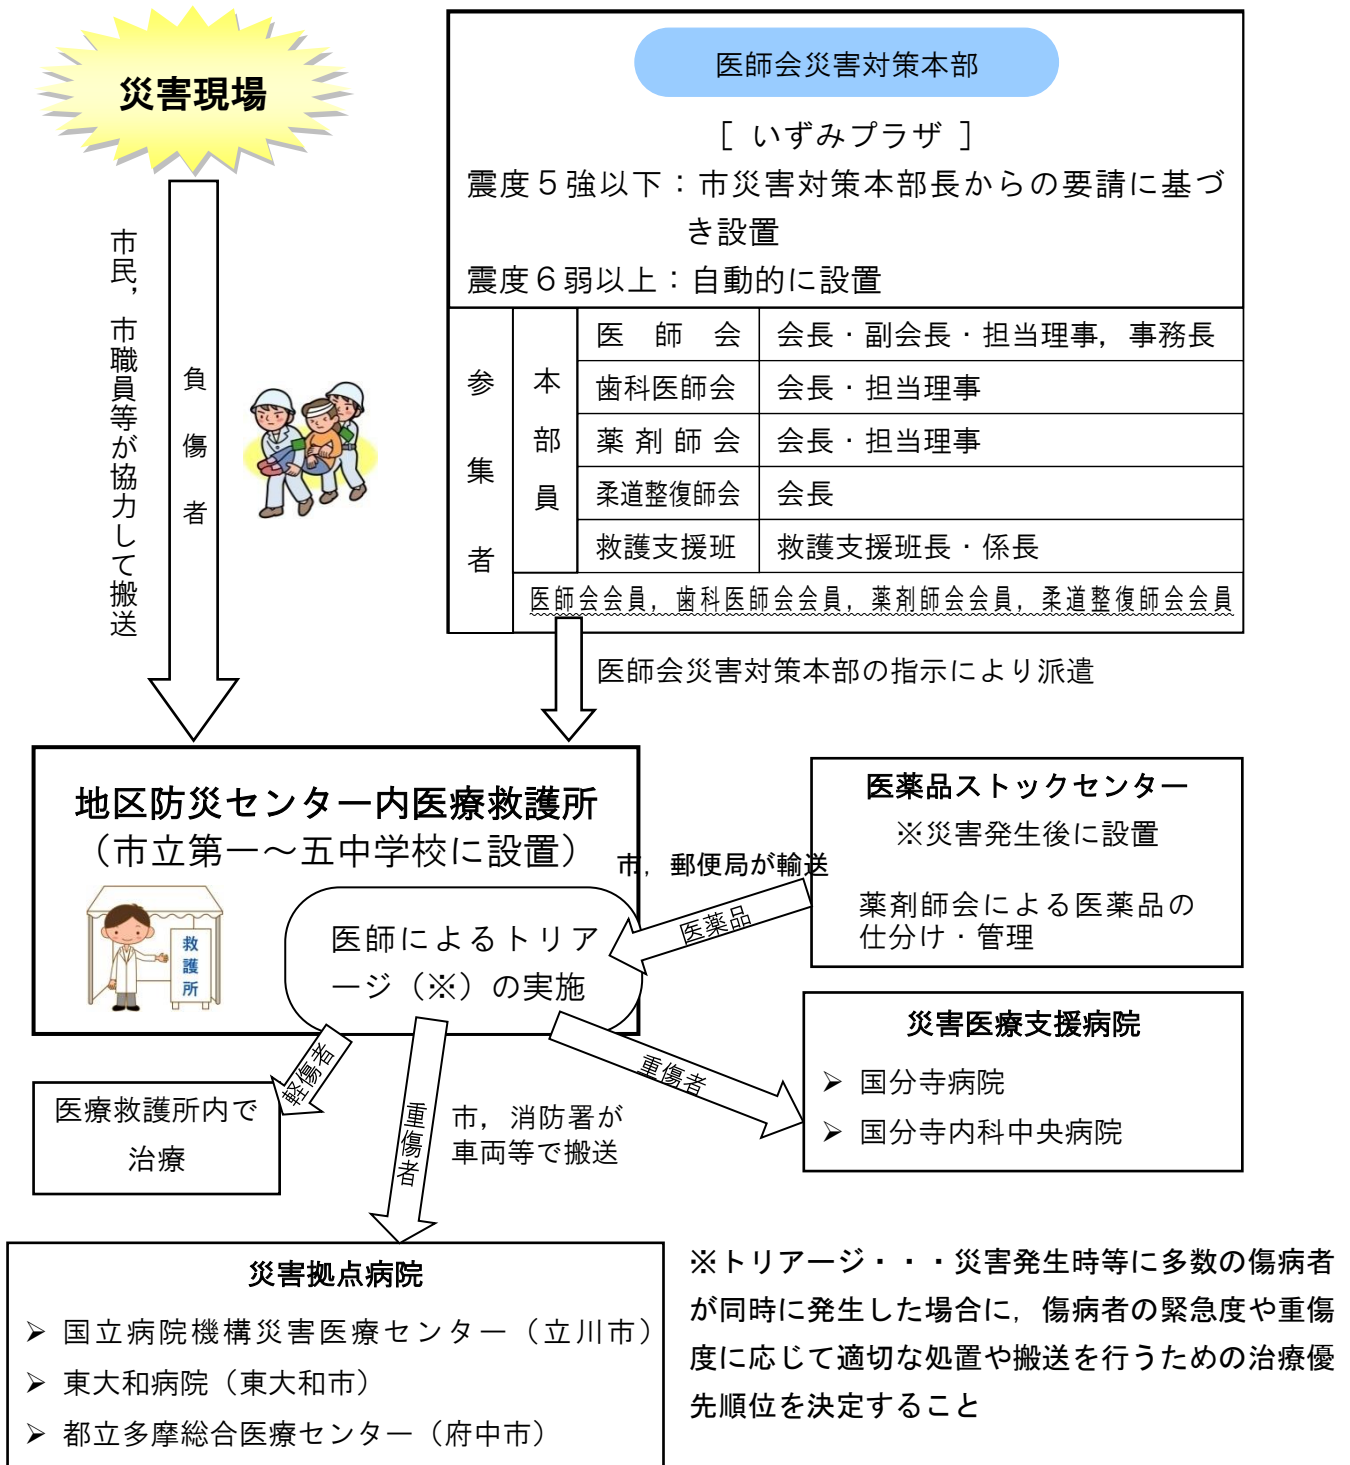 災害現場
医師会災害対策本部
［ いずみプラザ ］
震度５強以下：市災害対策本部長からの要請に基づ
き設置
震度６弱以上：自動的に設置
参集者
本部員
医師会　会長・副会長・担当理事，事務長
歯科医師会　会長・担当理事
薬剤師会　会長・担当理事
柔道整復師会　会長
救護支援班　救護支援班長・係長
医師会会員，歯科医師会会員，薬剤師会会員，柔道整復師会会員
市民，市職員等が協力して搬送
負傷者
医師会災害対策本部の指示により派遣
地区防災センター内医療救護所
（市立第一～五中学校に設置）
救護所
医師によるトリア
ージ（※）の実施
市，郵便局が輸送
医薬品
医薬品ストックセンター
※災害発生後に設置
薬剤師会による医薬品の
仕分け・管理
軽傷者
医療救護所内で
治療
重傷者
市，消防署が
車両等で搬送
重傷者
災害医療支援病院
➢ 国分寺病院
➢ 国分寺内科中央病院
災害拠点病院
➢ 国立病院機構災害医療センター（立川市）
➢ 東大和病院（東大和市）
➢ 都立多摩総合医療センター（府中市）
※トリアージ・・・災害発生時等に多数の傷病者
が同時に発生した場合に，傷病者の緊急度や重傷
度に応じて適切な処置や搬送を行うための治療優
先順位を決定すること